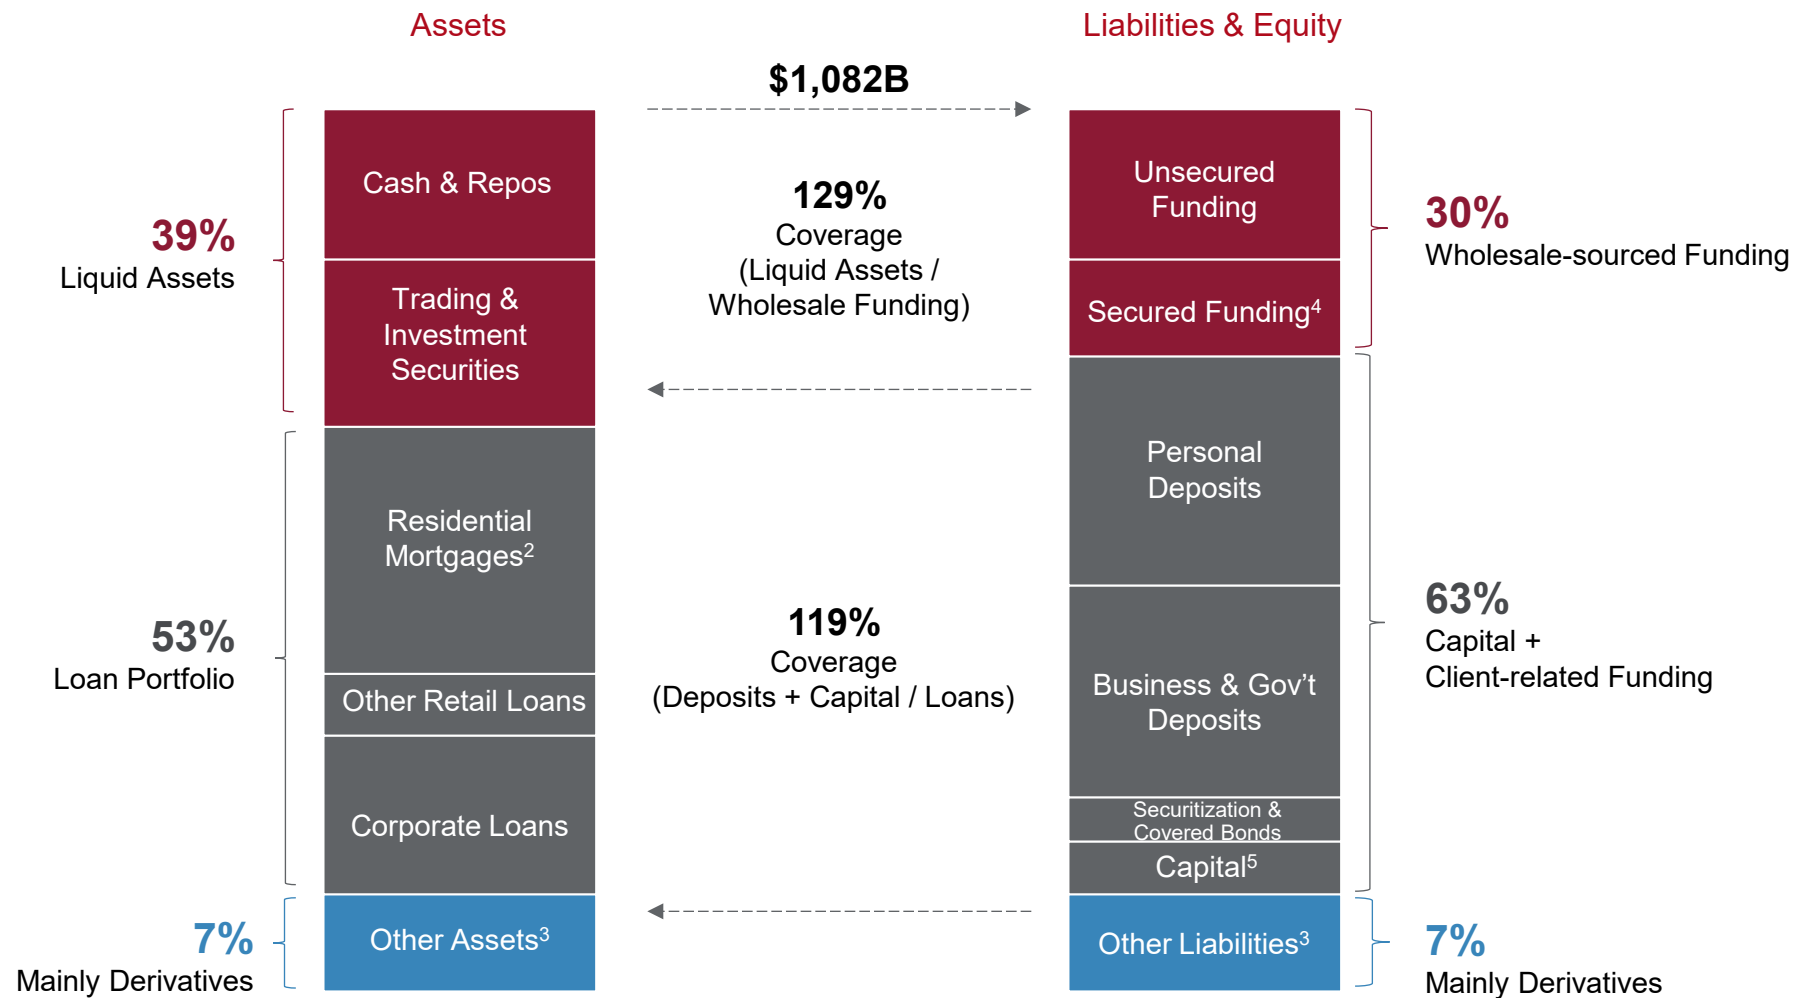 Assets
Liabilities & Equity
$1,082B
39%
Liquid Assets
Cash & Repos
Trading &
Investment
Securities
129%
Coverage
(Liquid Assets /
Wholesale Funding)
Unsecured
Funding
Secured Funding⁴
30%
Wholesale-sourced Funding
53%
Loan Portfolio
Residential
Mortgages²
Other Retail Loans
Corporate Loans
119%
Coverage
(Deposits + Capital / Loans)
Personal
Deposits
Business & Gov’t
Deposits
Securitization &
Covered Bonds
Capital⁵
63%
Capital +
Client-related Funding
7%
Mainly Derivatives
Other Assets³
Other Liabilities³
7%
Mainly Derivatives